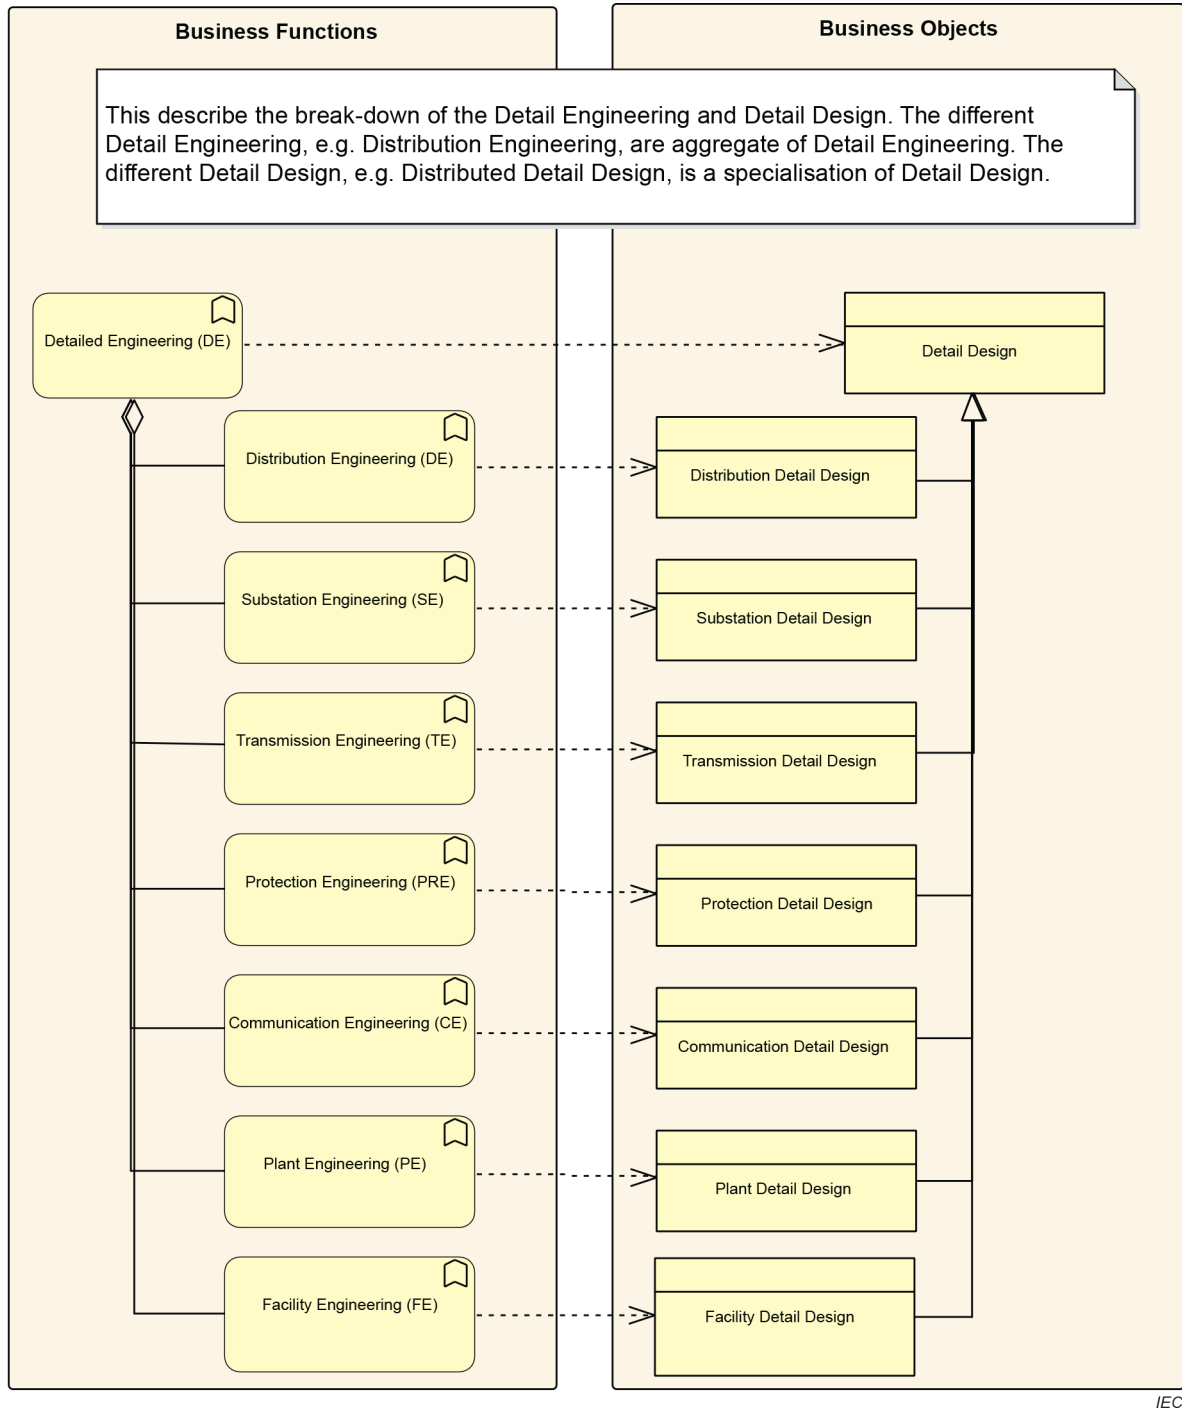 Business Functions
Business Objects
This describe the break-down of the Detail Engineering and Detail Design. The different
Detail Engineering, e.g. Distribution Engineering, are aggregate of Detail Engineering. The
different Detail Design, e.g. Distributed Detail Design, is a specialisation of Detail Design.
Detailed Engineering (DE)
Detail Design
Distribution Engineering (DE)
Distribution Detail Design
Substation Engineering (SE)
Substation Detail Design
Transmission Engineering (TE)
Transmission Detail Design
Protection Engineering (PRE)
Protection Detail Design
Communication Engineering (CE)
Communication Detail Design
Plant Engineering (PE)
Plant Detail Design
Facility Engineering (FE)
Facility Detail Design
IEC